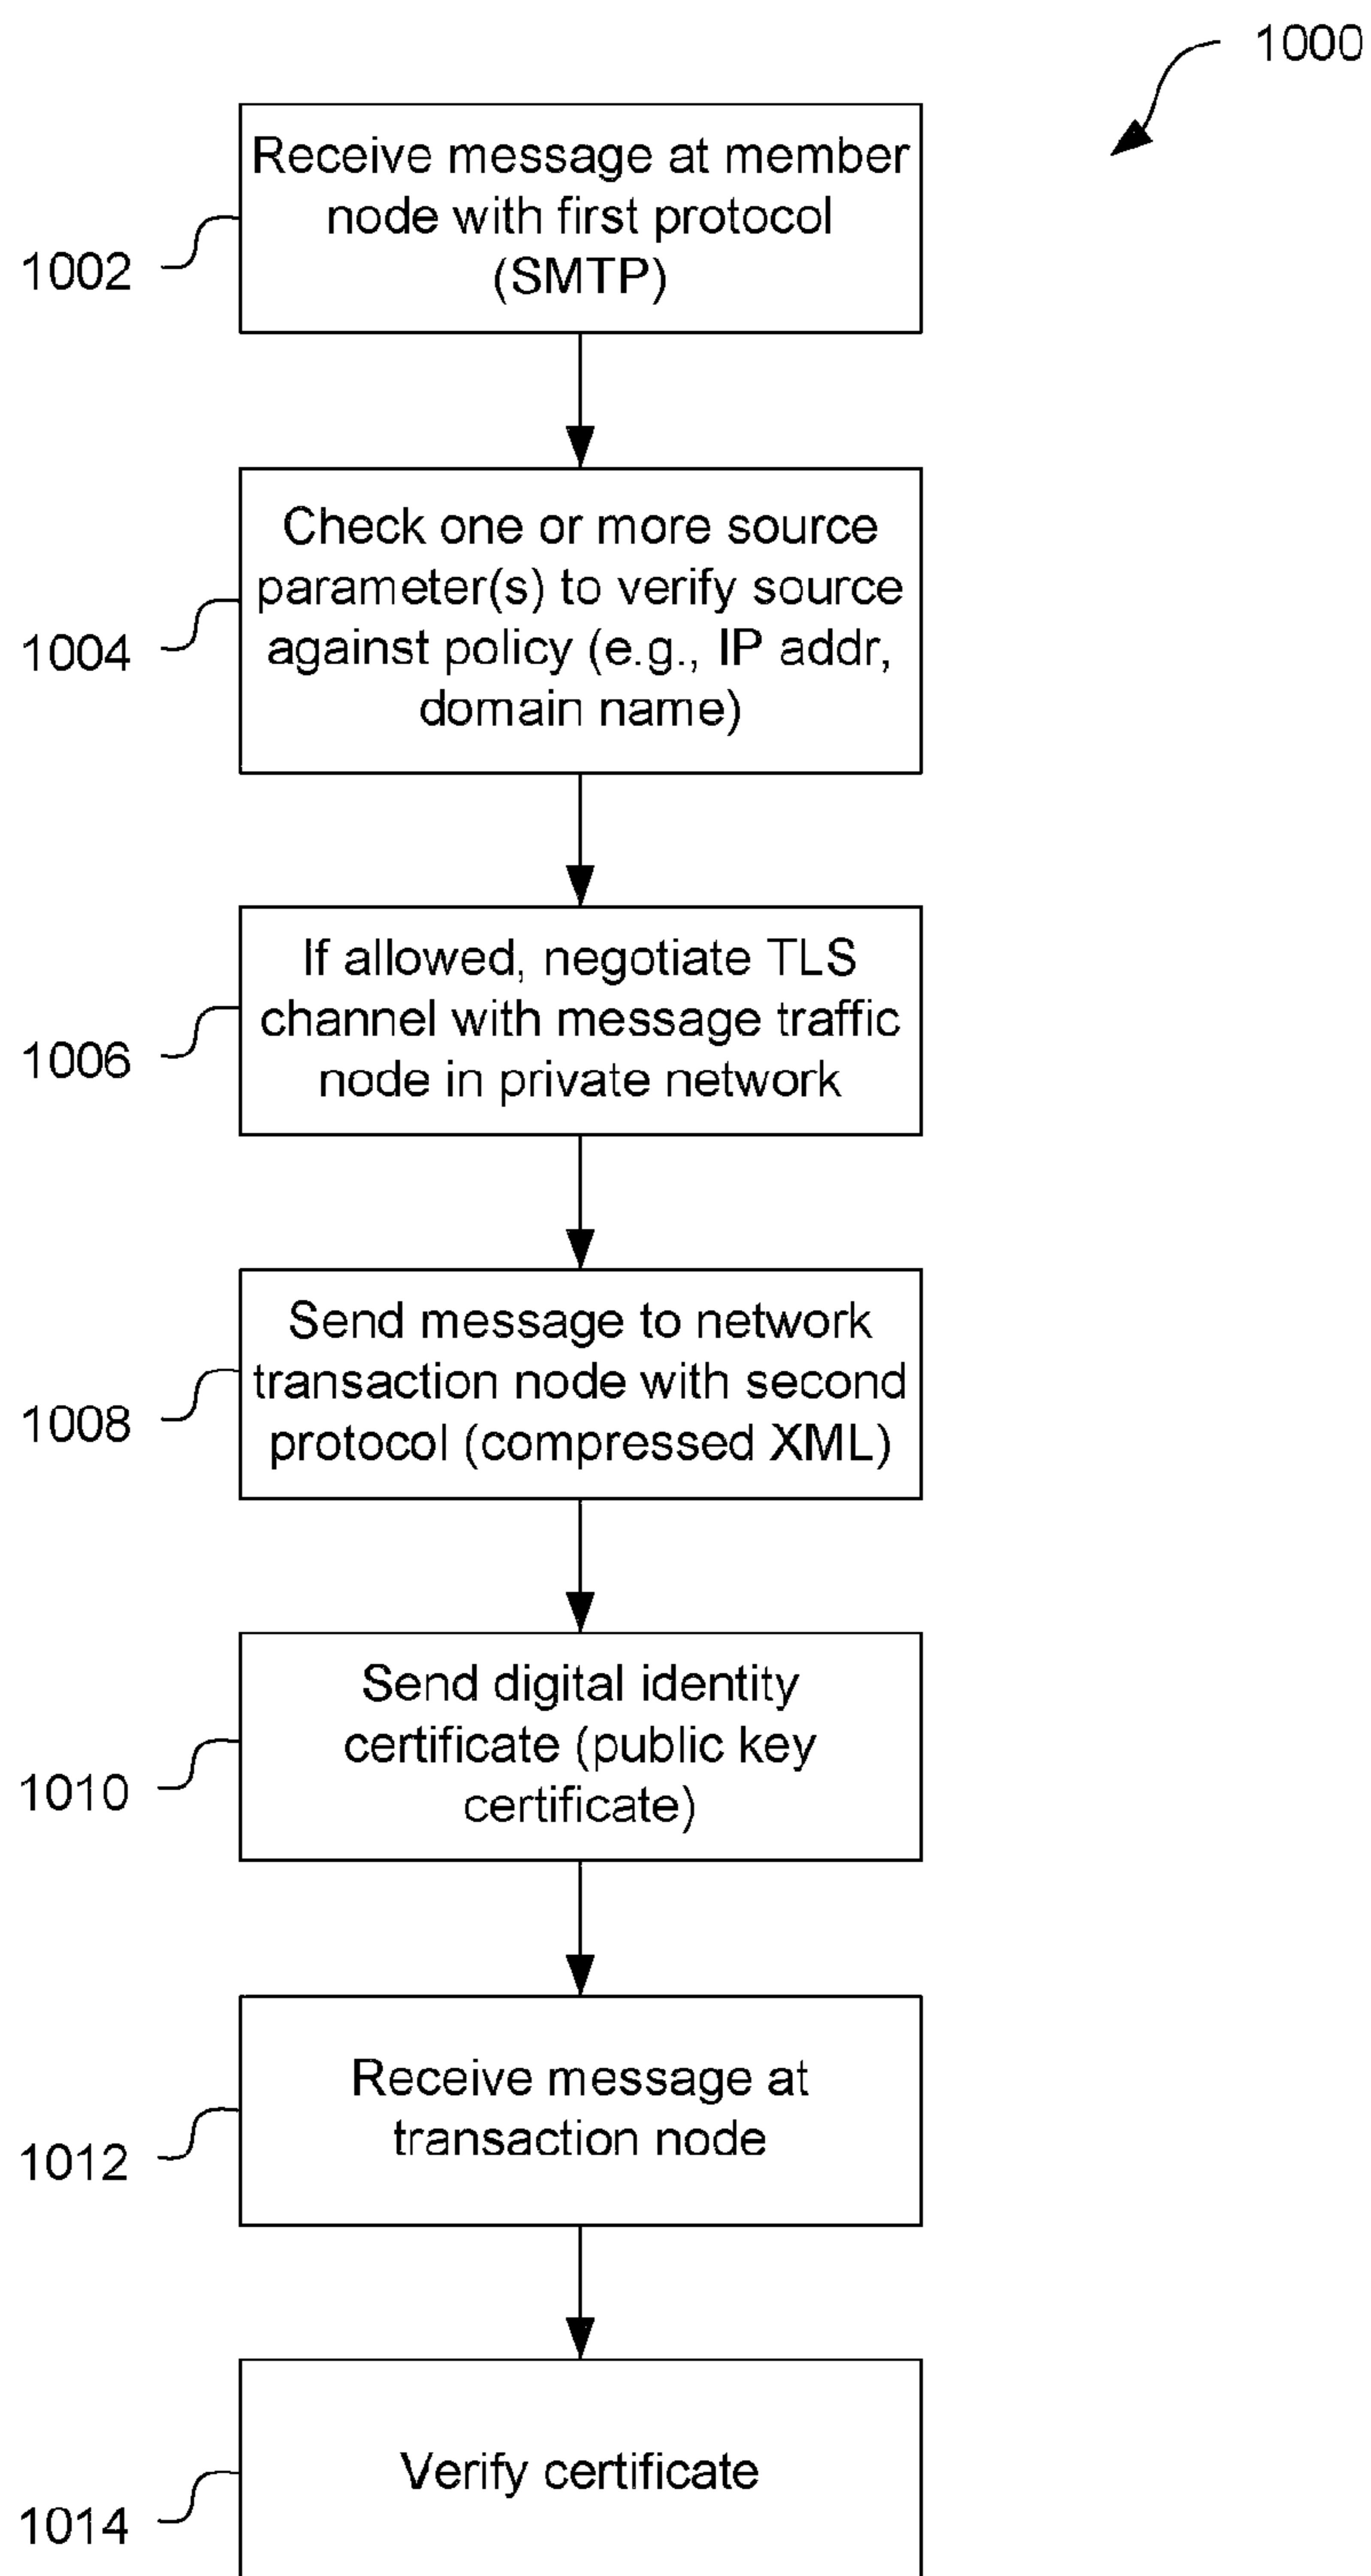 1000
Receive message at member
node with first protocol
(SMTP)
1002
Check one or more source
parameter(s) to verify source
against policy (e.g., IP addr,
domain name)
1004
If allowed, negotiate TLS
channel with message traffic
node in private network
1006
Send message to network
transaction node with second
protocol (compressed XML)
1008
Send digital identity
certificate (public key
certificate)
1010
Receive message at
transaction node
1012
Verify certificate
1014